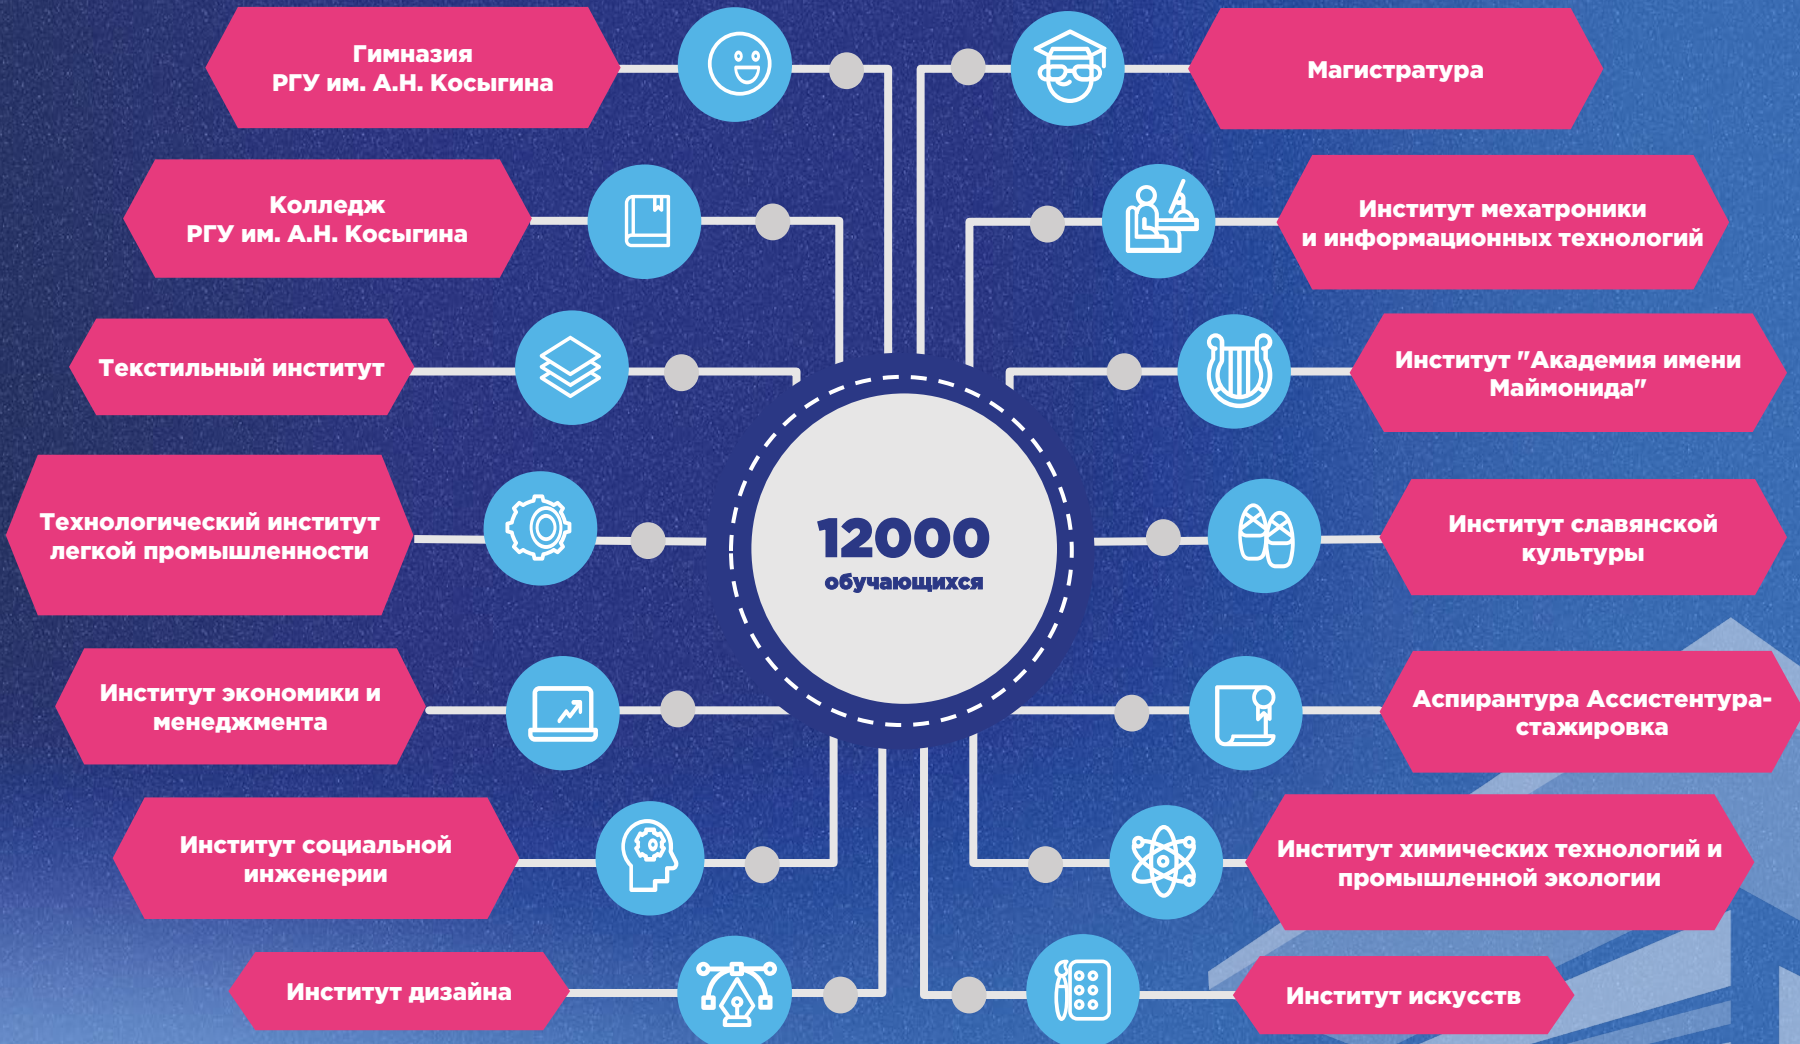 Гимназия
РГУ им. А.Н. Косыгина
Магистратура
Колледж
РГУ им. А.Н. Косыгина
Институт мехатроники
и информационных технологий
Текстильный институт
Институт "Академия имени
Маймонида"
Технологический институт
легкой промышленности
12000
обучающихся
Институт славянской
культуры
Институт экономики и
менеджмента
Аспирантура Ассистентура-
стажировка
Институт социальной
инженерии
Институт химических технологий и
промышленной экологии
Институт дизайна
Институт искусств